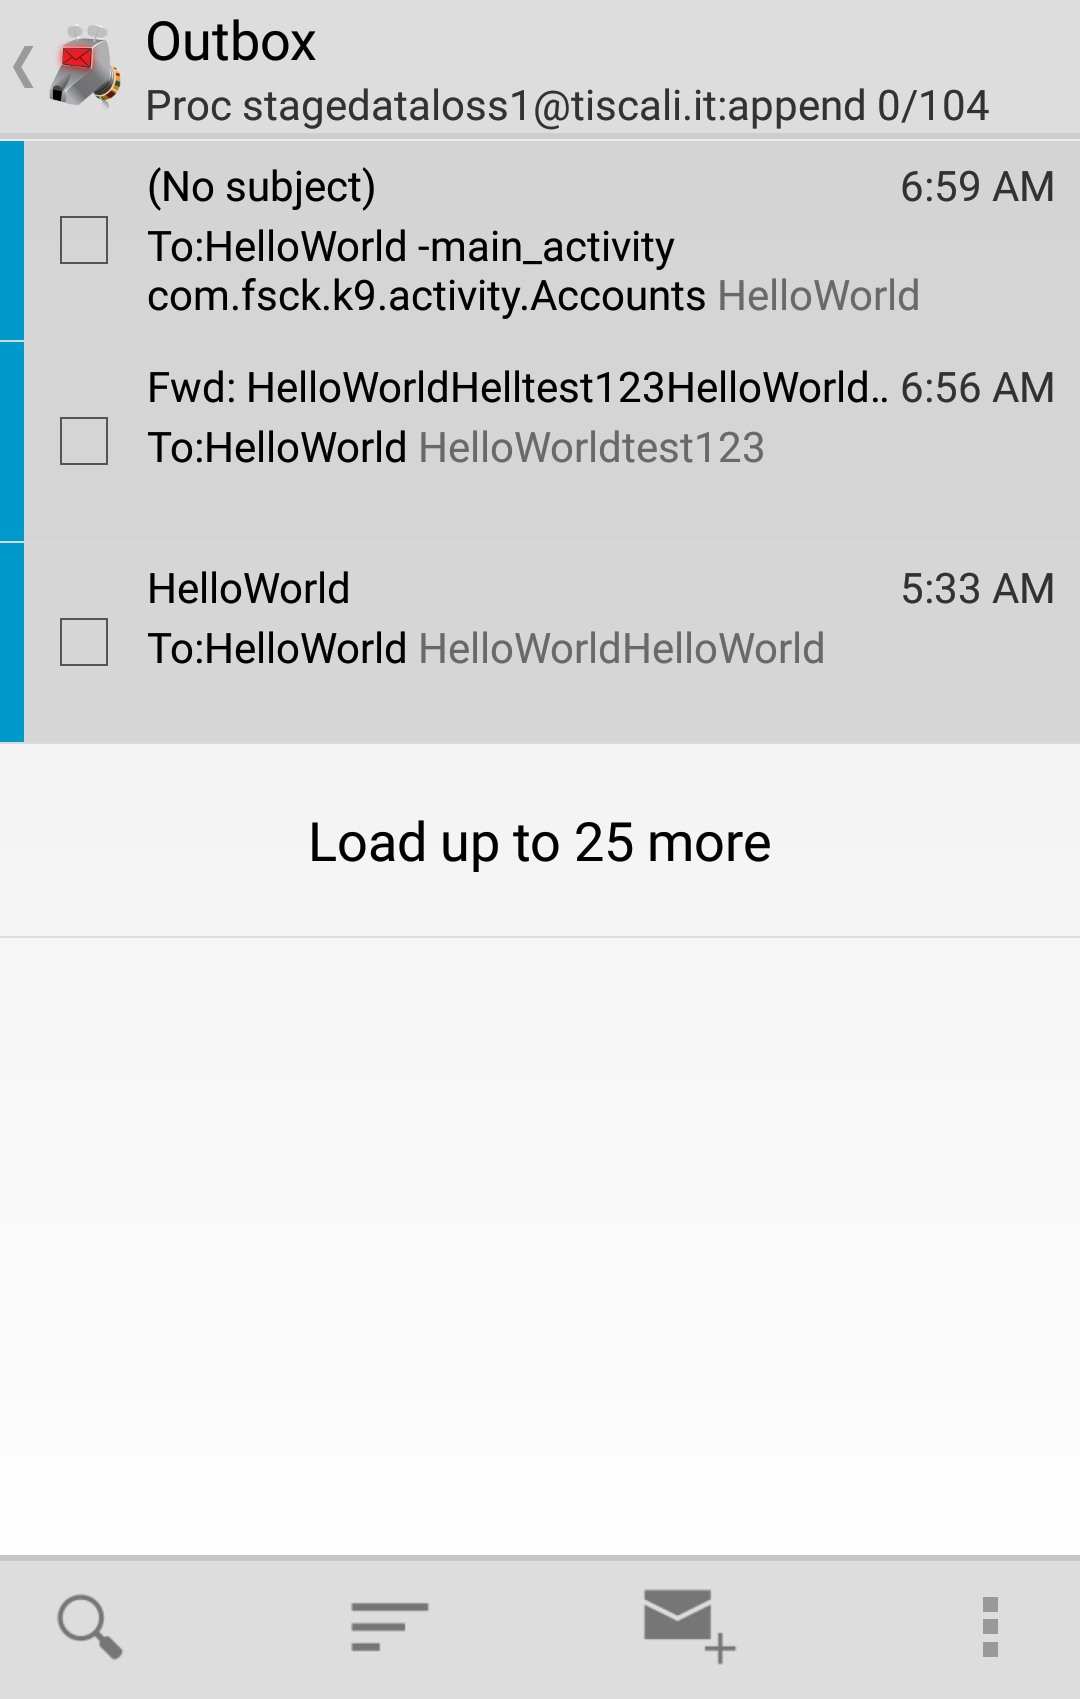 Outbox
Proc stagedataloss1@tiscali.it:append 0/104
(No subject) 6:59 AM
To:HelloWorld -main_activity
com.fsck.k9.activity.Accounts HelloWorld
Fwd: HelloWorldHelltest123HelloWorld.. 6:56 AM
To:HelloWorld HelloWorldtest123
HelloWorld 5:33 AM
To:HelloWorld HelloWorldHelloWorld
Load up to 25 more